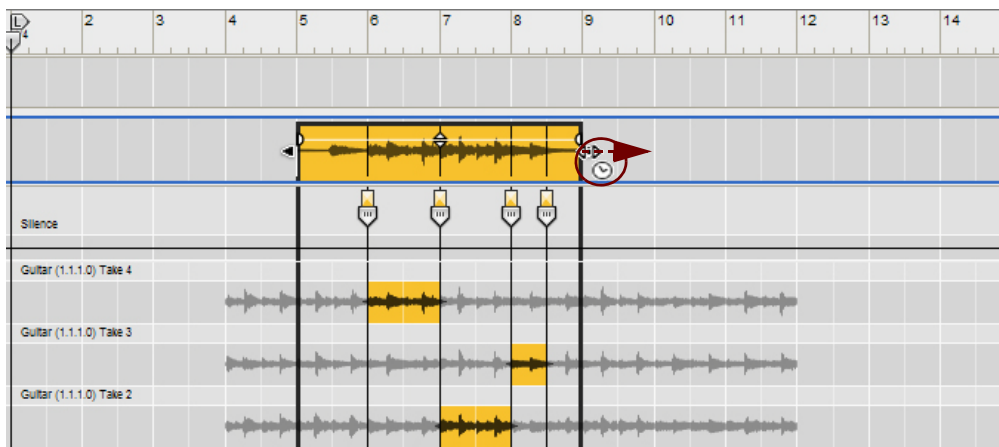 L 2 3 4 5 6 7 8 9 10 11 12 13 14
4
Silence
Guitar (1.1.1.0) Take 4
Guitar (1.1.1.0) Take 3
Guitar (1.1.1.0) Take 2